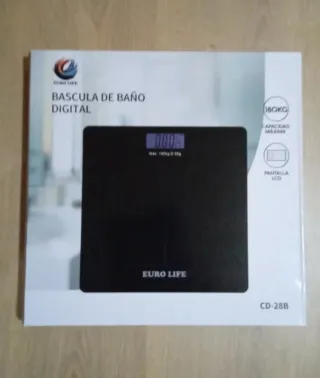 EURO LIFE
BASCULA DE BAÑO
DIGITAL
180KG
CAPACIDAD
MÁXIMA
PANTALLA
LCD
EURO LIFE
CD-28B